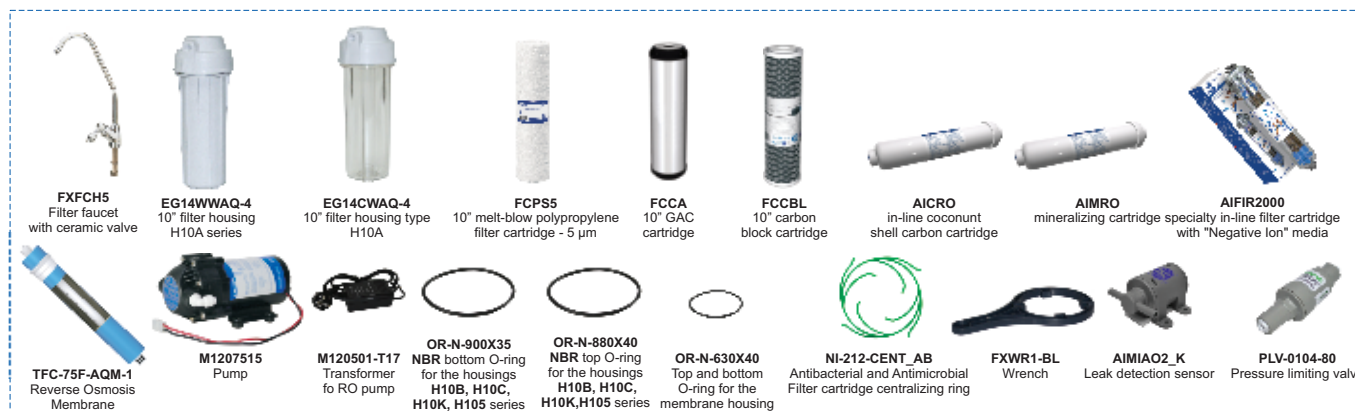 FXFCH5
Filter faucet
with ceramic valve
EG14WWAQ-4
10” filter housing
H10A series
EG14CWAQ-4
10” filter housing type
H10A
FCPS5
10” melt-blow polypropylene
filter cartridge - 5 µm
FCCA
10” GAC
cartridge
FCCBL
10” carbon
block cartridge
AICRO
in-line coconunt
shell carbon cartridge
AIMRO
mineralizing cartridge
AIFIR2000
specialty in-line filter cartridge
with "Negative Ion" media
TFC-75F-AQM-1
Reverse Osmosis
Membrane
M1207515
Pump
M120501-T17
Transformer
fo RO pump
OR-N-900X35
NBR bottom O-ring
for the housings
H10B, H10C,
H10K, H105 series
OR-N-880X40
NBR top O-ring
for the housings
H10B, H10C,
H10K,H105 series
OR-N-630X40
Top and bottom
O-ring for the
membrane housing
NI-212-CENT_AB
Antibacterial and Antimicrobial
Filter cartridge centralizing ring
FXWR1-BL
Wrench
AIMIAO2_K
Leak detection sensor
PLV-0104-80
Pressure limiting valv